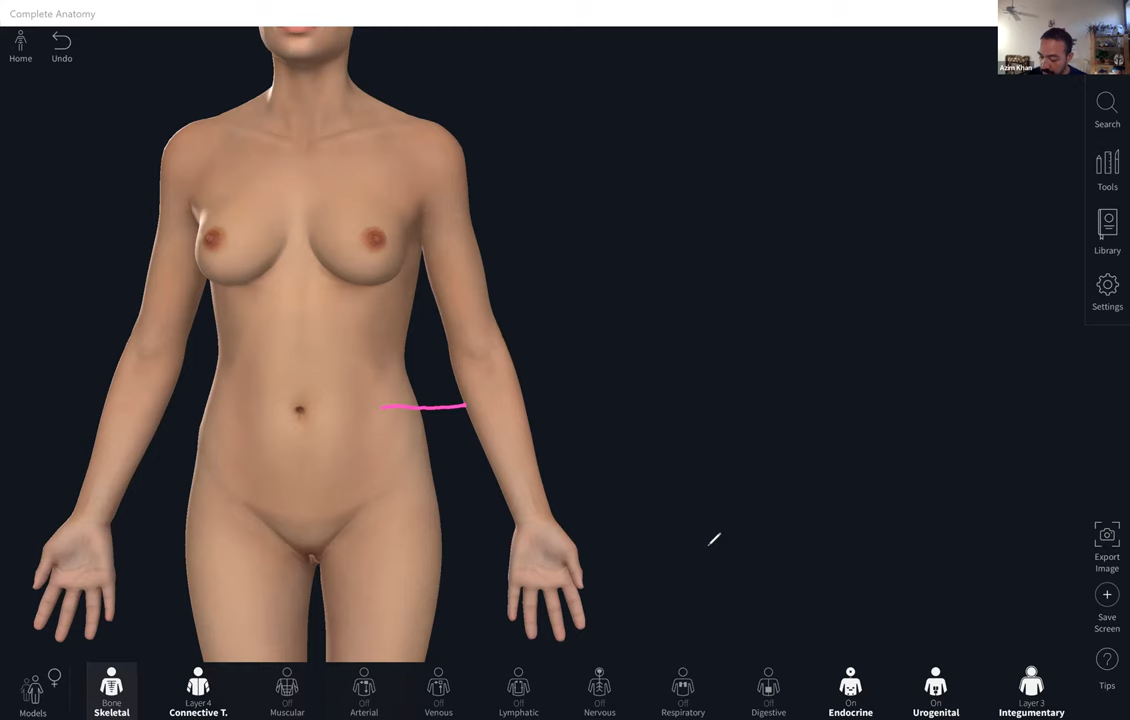 Complete Anatomy
Home
Undo
Azim Khan
Search
Tools
Library
Settings
Export
Image
+
Save
Screen
?
Tips
Models
Bone
Skeletal
Layer 4
Connective T.
Off
Muscular
Off
Arterial
Off
Venous
Off
Lymphatic
Off
Nervous
Off
Respiratory
Off
Digestive
On
Endocrine
On
Urogenital
Layer 3
Integumentary